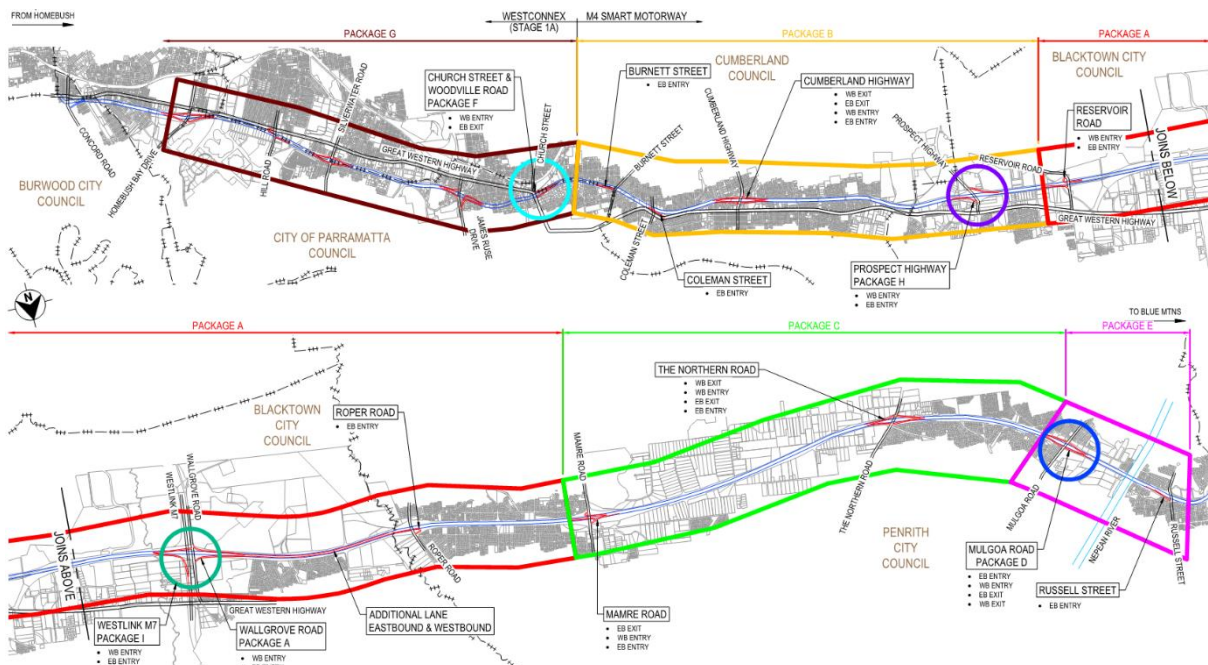 FROM HOMEBUSH
WESTCONNEX
(STAGE 1A)
M4 SMART MOTORWAY
PACKAGE G
PACKAGE B
PACKAGE A
BURWOOD CITY
COUNCIL
CITY OF PARRAMATTA
COUNCIL
CUMBERLAND
COUNCIL
BLACKTOWN CITY
COUNCIL
CONCORD ROAD
HOMEBUSH BAY DRIVE
HILL ROAD
SILVERWATER ROAD
GREAT WESTERN HIGHWAY
JAMES RUSE
DRIVE
CHURCH STREET &
WOODVILLE ROAD
PACKAGE F
• WB ENTRY
• EB EXIT
CHURCH STREET
BURNETT STREET
• EB ENTRY
BURNETT STREET
COLEMAN STREET
COLEMAN STREET
• EB ENTRY
CUMBERLAND HIGHWAY
CUMBERLAND HIGHWAY
• WB EXIT
• EB EXIT
• WB ENTRY
• EB ENTRY
PROSPECT HIGHWAY
RESERVOIR ROAD
PROSPECT HIGHWAY
PACKAGE H
• WB ENTRY
• EB ENTRY
RESERVOIR
ROAD
• WB ENTRY
• EB ENTRY
GREAT WESTERN HIGHWAY
JOINS BELOW
N
PACKAGE A
PACKAGE C
PACKAGE E
TO BLUE MTNS
BLACKTOWN
CITY
COUNCIL
PENRITH
CITY
COUNCIL
JOINS ABOVE
WESTLINK M7
WALLGROVE ROAD
GREAT WESTERN HIGHWAY
WESTLINK M7
PACKAGE I
• WB ENTRY
• EB ENTRY
WALLGROVE ROAD
PACKAGE A
• WB ENTRY
ROPER ROAD
• EB ENTRY
ROPER ROAD
ADDITIONAL LANE
EASTBOUND & WESTBOUND
MAMRE ROAD
MAMRE ROAD
• EB EXIT
• WB ENTRY
• EB ENTRY
THE NORTHERN ROAD
• WB EXIT
• WB ENTRY
• EB EXIT
• EB ENTRY
THE NORTHERN ROAD
MULGOA ROAD
MULGOA ROAD
PACKAGE D
• EB ENTRY
• WB ENTRY
• EB EXIT
• WB EXIT
NEPEAN RIVER
RUSSELL STREET
RUSSELL STREET
• EB ENTRY